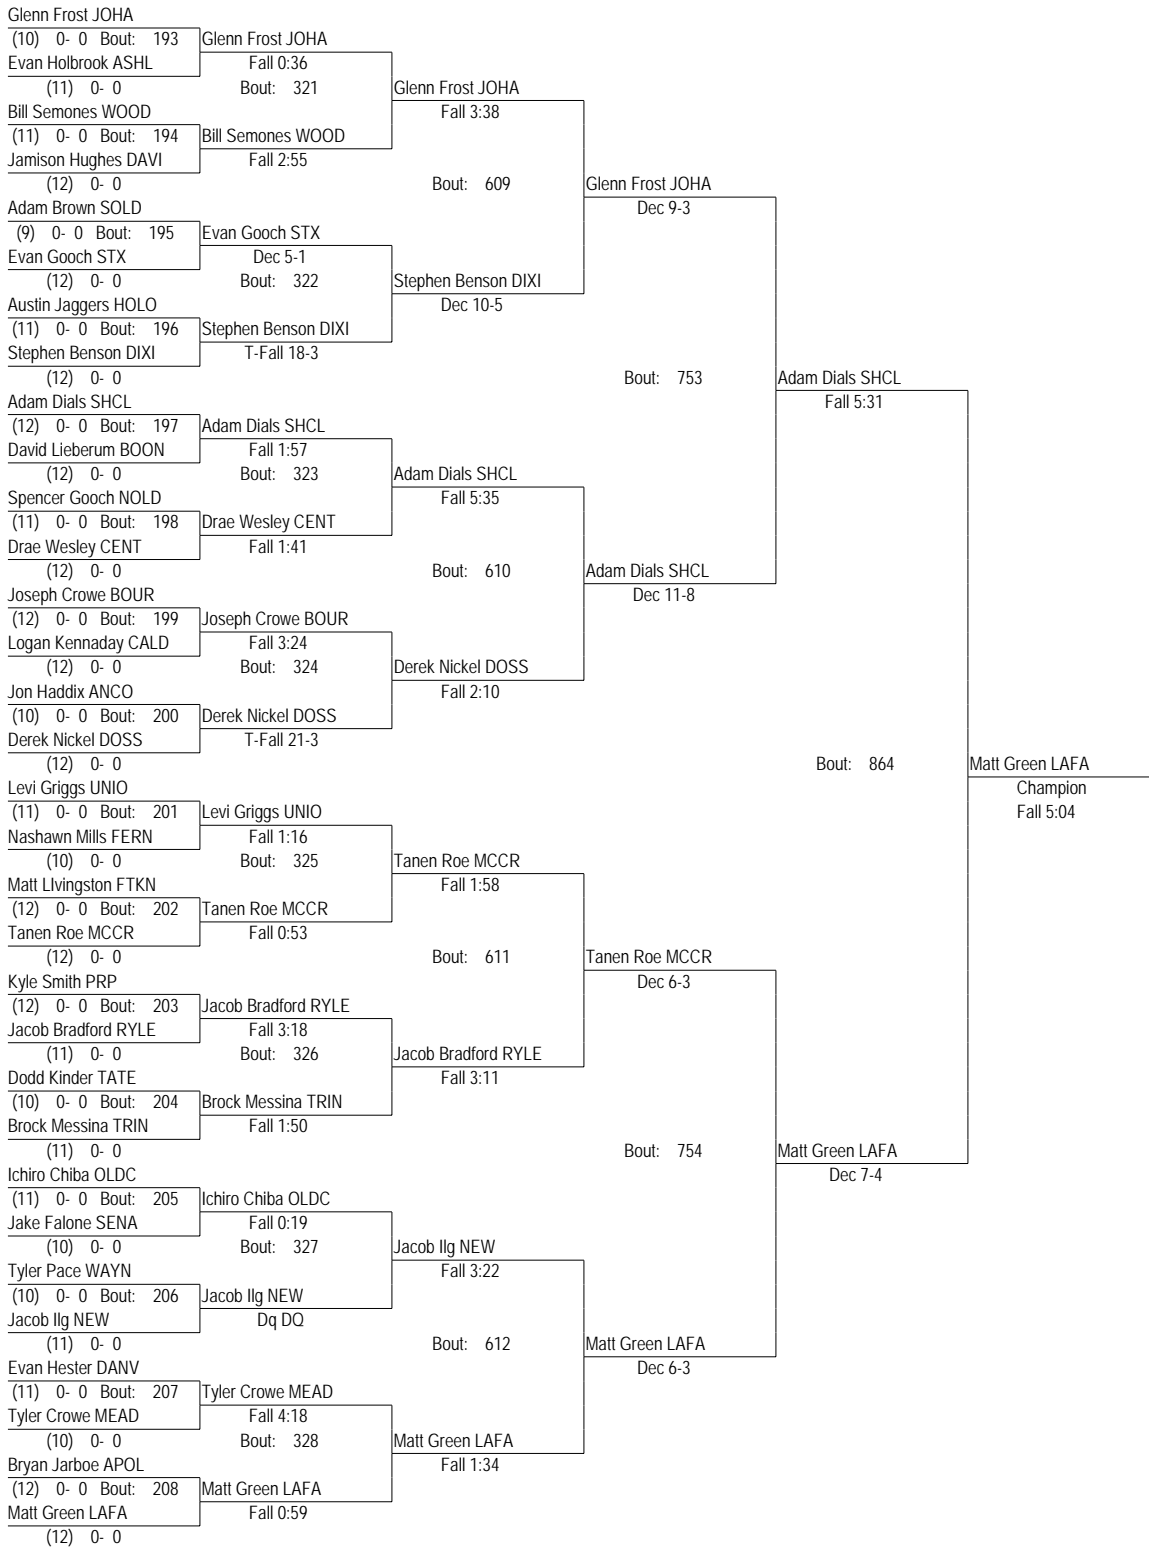 Glenn Frost JOHA
(10) 0- 0 Bout: 193 Glenn Frost JOHA
Evan Holbrook ASHL Fall 0:36
(11) 0- 0 Bout: 321 Glenn Frost JOHA
Bill Semones WOOD Fall 3:38
(11) 0- 0 Bout: 194 Bill Semones WOOD
Jamison Hughes DAVI Fall 2:55
(12) 0- 0 Bout: 609 Glenn Frost JOHA
Adam Brown SOLD Dec 9-3
(9) 0- 0 Bout: 195 Evan Gooch STX
Evan Gooch STX Dec 5-1
(12) 0- 0 Bout: 322 Stephen Benson DIXI
Austin Jaggers HOLO Dec 10-5
(11) 0- 0 Bout: 196 Stephen Benson DIXI
Stephen Benson DIXI T-Fall 18-3
(12) 0- 0 Bout: 753 Adam Dials SHCL
Adam Dials SHCL Fall 5:31
(12) 0- 0 Bout: 197 Adam Dials SHCL
David Lieberum BOON Fall 1:57
(12) 0- 0 Bout: 323 Adam Dials SHCL
Spencer Gooch NOLD Fall 5:35
(11) 0- 0 Bout: 198 Drae Wesley CENT
Drae Wesley CENT Fall 1:41
(12) 0- 0 Bout: 610 Adam Dials SHCL
Joseph Crowe BOUR Dec 11-8
(12) 0- 0 Bout: 199 Joseph Crowe BOUR
Logan Kennaday CALD Fall 3:24
(12) 0- 0 Bout: 324 Derek Nickel DOSS
Jon Haddix ANCO Fall 2:10
(10) 0- 0 Bout: 200 Derek Nickel DOSS
Derek Nickel DOSS T-Fall 21-3
(12) 0- 0 Bout: 864 Matt Green LAFA
Levi Griggs UNIO Champion
(11) 0- 0 Bout: 201 Levi Griggs UNIO Fall 5:04
Nashawn Mills FERN Fall 1:16
(10) 0- 0 Bout: 325 Tanen Roe MCCR
Matt LIvingston FTKN Fall 1:58
(12) 0- 0 Bout: 202 Tanen Roe MCCR
Tanen Roe MCCR Fall 0:53
(12) 0- 0 Bout: 611 Tanen Roe MCCR
Kyle Smith PRP Dec 6-3
(12) 0- 0 Bout: 203 Jacob Bradford RYLE
Jacob Bradford RYLE Fall 3:18
(11) 0- 0 Bout: 326 Jacob Bradford RYLE
Dodd Kinder TATE Fall 3:11
(10) 0- 0 Bout: 204 Brock Messina TRIN
Brock Messina TRIN Fall 1:50
(11) 0- 0 Bout: 754 Matt Green LAFA
Ichiro Chiba OLDC Dec 7-4
(11) 0- 0 Bout: 205 Ichiro Chiba OLDC
Jake Falone SENA Fall 0:19
(10) 0- 0 Bout: 327 Jacob Ilg NEW
Tyler Pace WAYN Fall 3:22
(10) 0- 0 Bout: 206 Jacob Ilg NEW
Jacob Ilg NEW Dq DQ
(11) 0- 0 Bout: 612 Matt Green LAFA
Evan Hester DANV Dec 6-3
(11) 0- 0 Bout: 207 Tyler Crowe MEAD
Tyler Crowe MEAD Fall 4:18
(10) 0- 0 Bout: 328 Matt Green LAFA
Bryan Jarboe APOL Fall 1:34
(12) 0- 0 Bout: 208 Matt Green LAFA
Matt Green LAFA Fall 0:59
(12) 0- 0